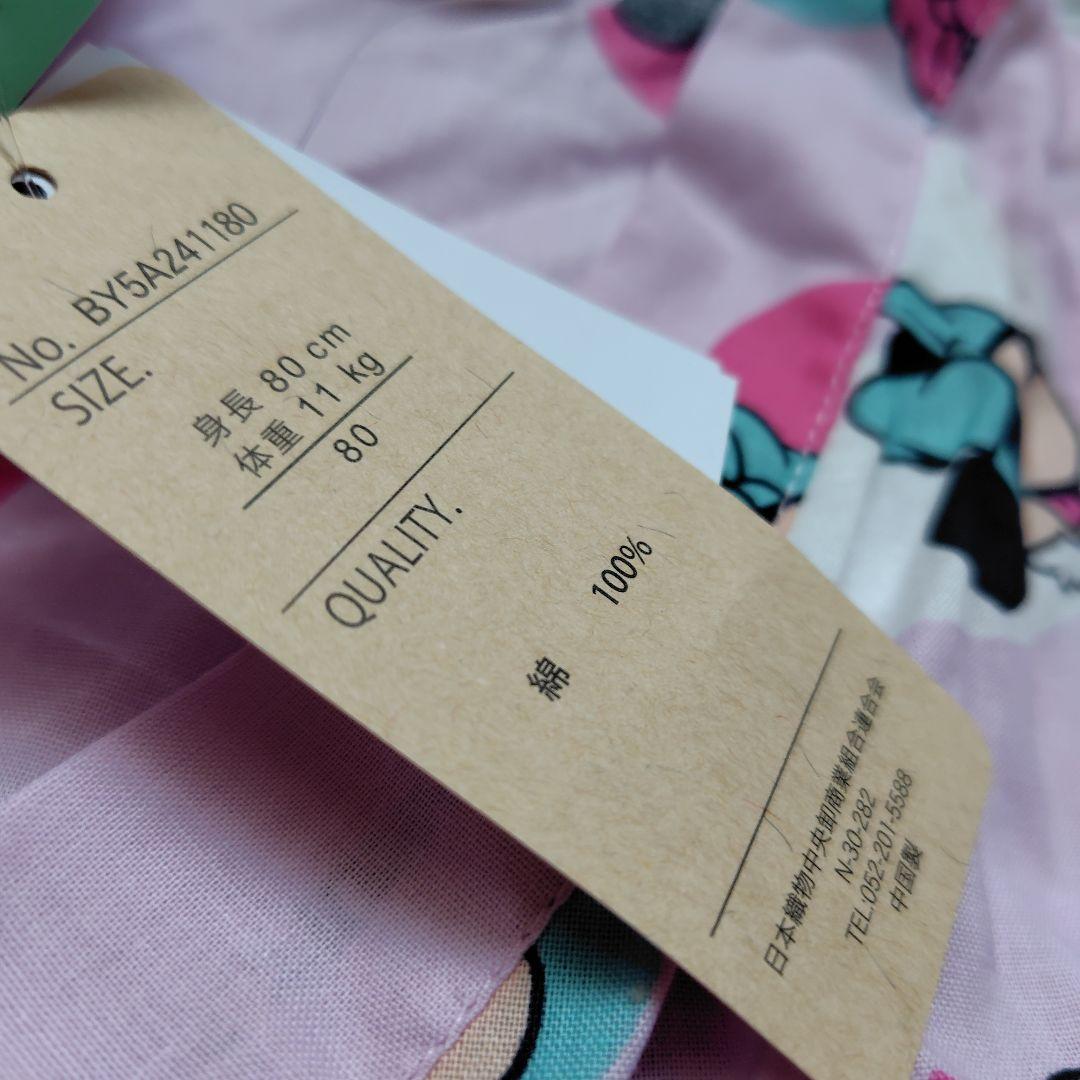 No. BY5A241180
SIZE.
身長 80 cm
体重 11 kg
80
QUALITY.
綿 100%
日本織物中央卸商業組合連合会
N-30-282
TEL.052-201-5588
中国製